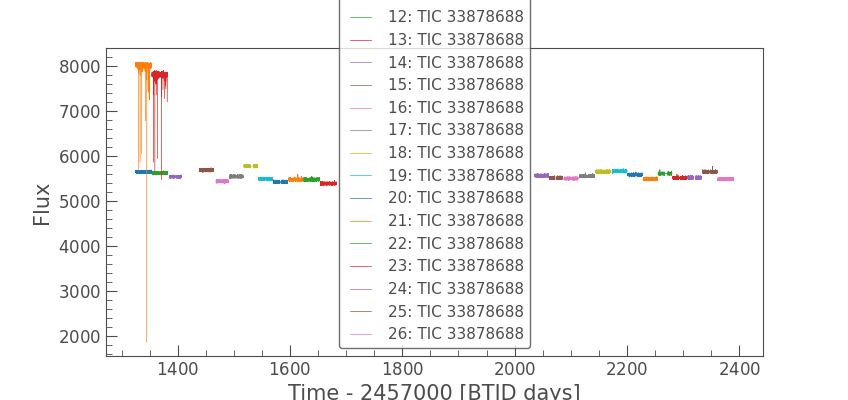 12: TIC 33878688
13: TIC 33878688
14: TIC 33878688
15: TIC 33878688
16: TIC 33878688
17: TIC 33878688
18: TIC 33878688
19: TIC 33878688
20: TIC 33878688
21: TIC 33878688
22: TIC 33878688
23: TIC 33878688
24: TIC 33878688
25: TIC 33878688
26: TIC 33878688
8000
7000
6000
5000
4000
3000
2000
Flux
1400 1600 1800 2000 2200 2400
Time - 2457000 [BTJD days]